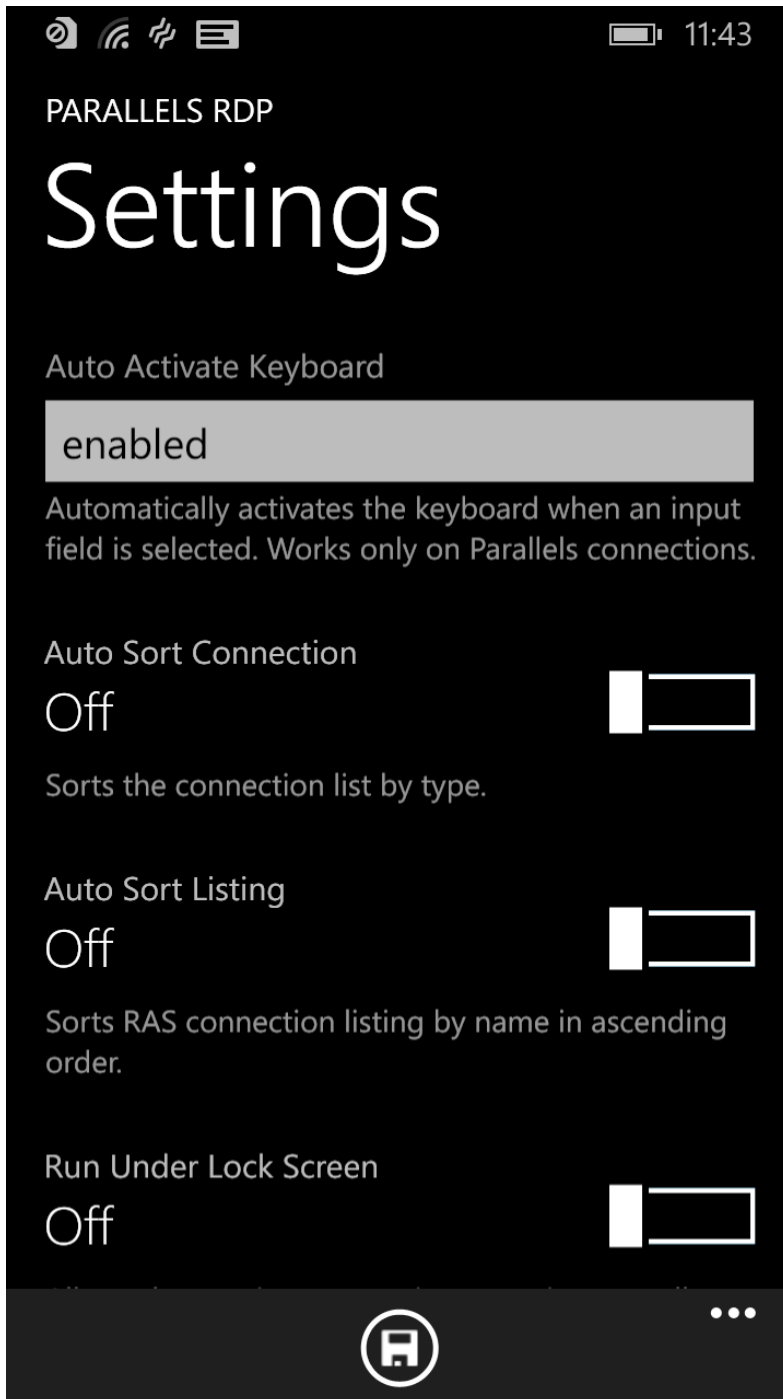 11:43
PARALLELS RDP
Settings
Auto Activate Keyboard
enabled
Automatically activates the keyboard when an input
field is selected. Works only on Parallels connections.
Auto Sort Connection
Off
Sorts the connection list by type.
Auto Sort Listing
Off
Sorts RAS connection listing by name in ascending
order.
Run Under Lock Screen
Off